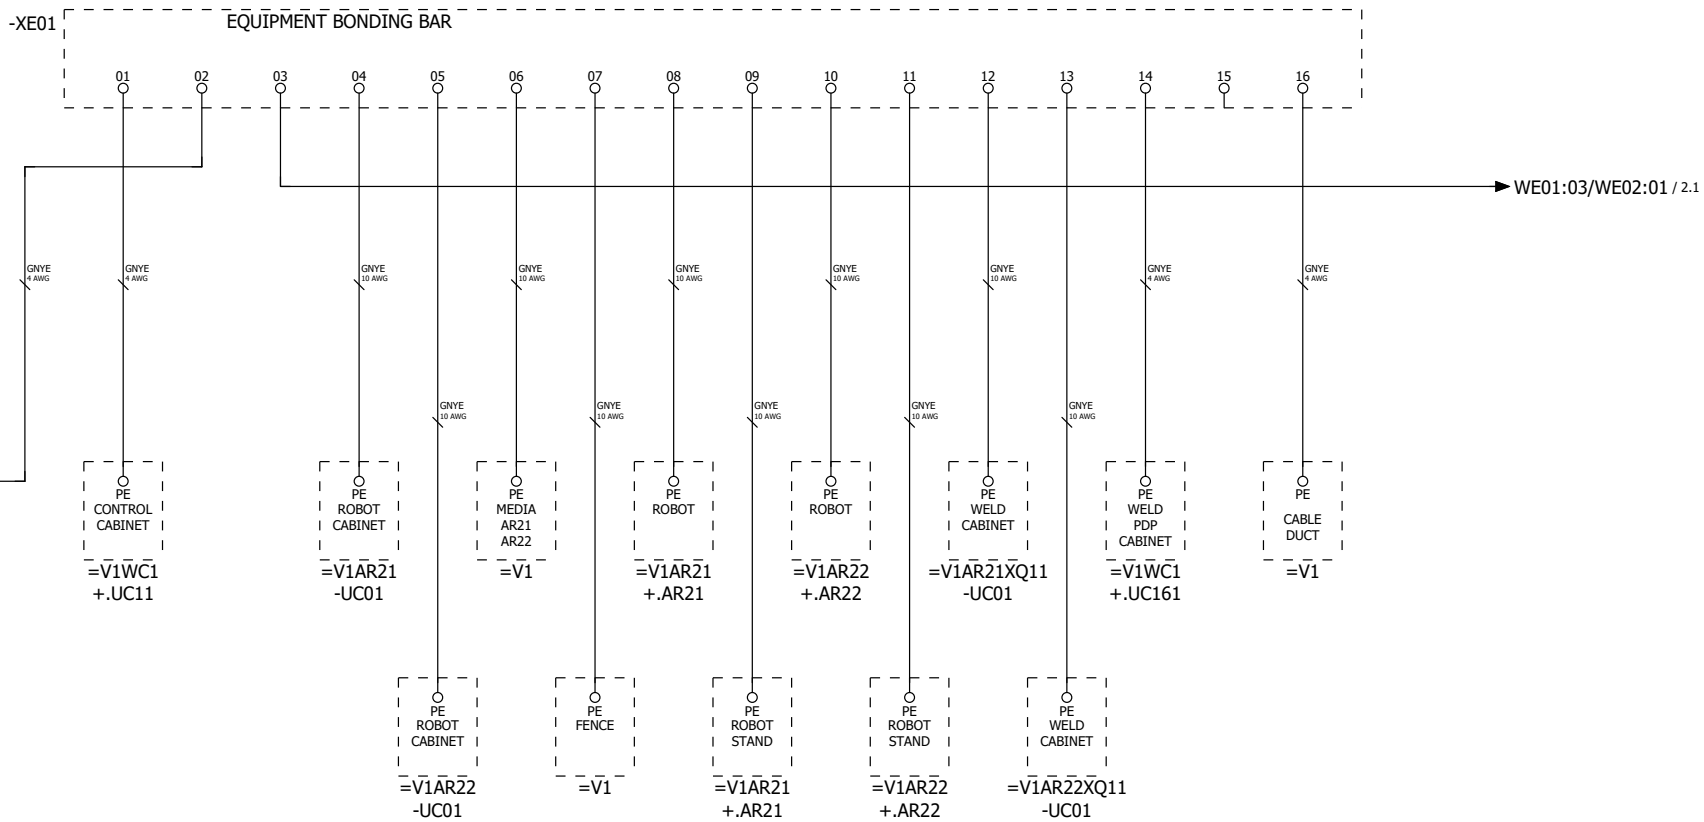 -XE01
EQUIPMENT BONDING BAR
01 02 03 04 05 06 07 08 09 10 11 12 13 14 15 16
WE01:03/WE02:01 / 2.1
GNYE
4 AWG
GNYE
4 AWG
GNYE
10 AWG
GNYE
10 AWG
GNYE
10 AWG
GNYE
10 AWG
GNYE
10 AWG
GNYE
4 AWG
GNYE
4 AWG
GNYE
10 AWG
GNYE
10 AWG
GNYE
10 AWG
GNYE
10 AWG
GNYE
10 AWG
PE
CONTROL
CABINET
=V1WC1
+.UC11
PE
ROBOT
CABINET
=V1AR21
-UC01
PE
MEDIA
AR21
AR22
=V1
PE
ROBOT
=V1AR21
+.AR21
PE
ROBOT
=V1AR22
+.AR22
PE
WELD
CABINET
=V1AR21XQ11
-UC01
PE
WELD
PDP
CABINET
=V1WC1
+.UC161
PE
CABLE
DUCT
=V1
PE
ROBOT
CABINET
=V1AR22
-UC01
PE
FENCE
=V1
PE
ROBOT
STAND
=V1AR21
+.AR21
PE
ROBOT
STAND
=V1AR22
+.AR22
PE
WELD
CABINET
=V1AR22XQ11
-UC01